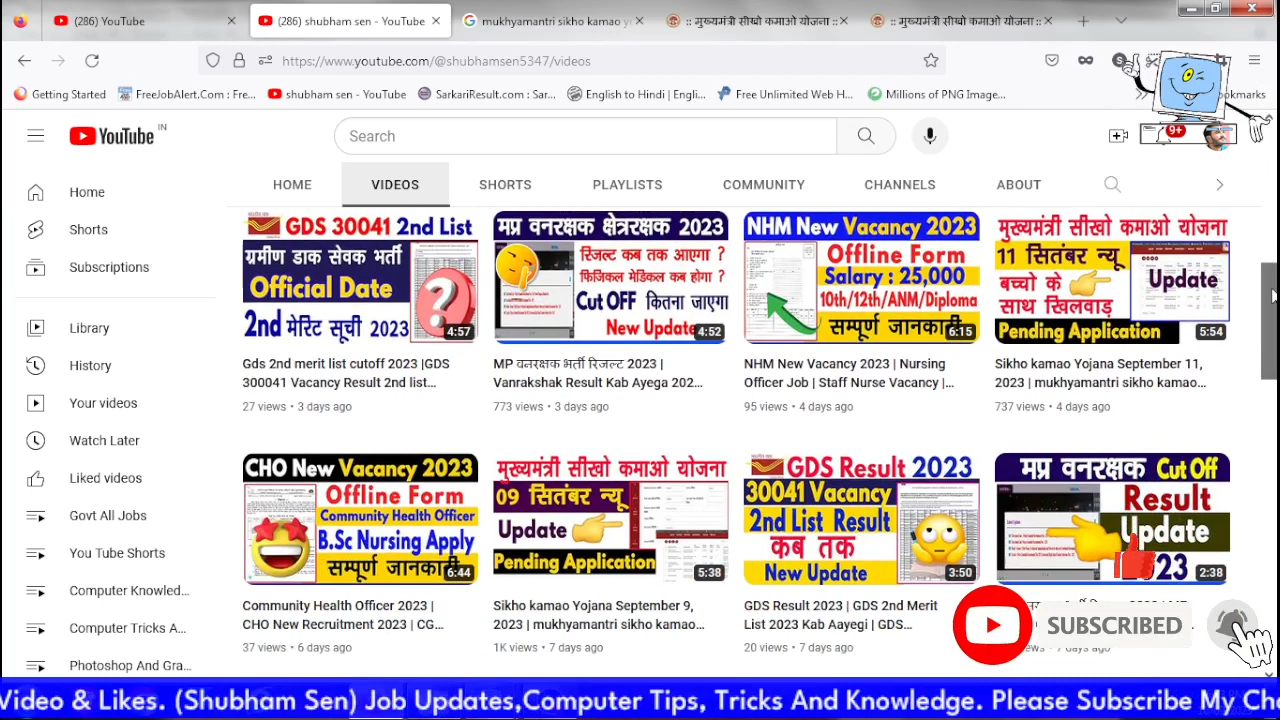 (286) YouTube
(286) shubham sen - YouTube
mukhyamantri sikho kamao yo
:: मुख्यमंत्री सीखो कमाओ योजना ::
:: मुख्यमंत्री सीखो कमाओ योजना ::
https://www.youtube.com/@shubhamsen5347/videos
Getting Started
FreeJobAlert.Com : Fre...
shubham sen - YouTube
SarkariResult.com : Sar...
English to Hindi | Engli...
Free Unlimited Web H...
Millions of PNG Image...
YouTube IN
Search
9+
HOME
VIDEOS
SHORTS
PLAYLISTS
COMMUNITY
CHANNELS
ABOUT
Home
Shorts
Subscriptions
Library
History
Your videos
Watch Later
Liked videos
Govt All Jobs
You Tube Shorts
Computer Knowled...
Computer Tricks A...
Photoshop And Gra...
GDS 30041 2nd List
ग्रामीण डाक सेवक भर्ती
Official Date
2nd मेरिट सूची 2023
4:57
Gds 2nd merit list cutoff 2023 |GDS
300041 Vacancy Result 2nd list...
27 views • 3 days ago
मप्र वनरक्षक क्षेत्ररक्षक 2023
रिजल्ट कब तक आएगा ?
फिजिकल मेडिकल कब होगा ?
Cut OFF कितना जाएगा
New Update
4:52
MP वनरक्षक भर्ती रिजल्ट 2023 |
Vanrakshak Result Kab Ayega 202...
773 views • 3 days ago
NHM New Vacancy 2023
Offline Form
Salary : 25,000
10th/12th/ANM/Diploma
सम्पूर्ण जानकारी
6:15
NHM New Vacancy 2023 | Nursing
Officer Job | Staff Nurse Vacancy |...
95 views • 4 days ago
मुख्यमंत्री सीखो कमाओ योजना
11 सितंबर न्यू
बच्चो के
साथ खिलवाड़
Update
Pending Application
5:54
Sikho kamao Yojana September 11,
2023 | mukhyamantri sikho kamao...
737 views • 4 days ago
CHO New Vacancy 2023
Offline Form
Community Health Officer
B.Sc Nursing Apply
सम्पूर्ण जानकारी
6:44
Community Health Officer 2023 |
CHO New Recruitment 2023 | CG...
37 views • 6 days ago
मुख्यमंत्री सीखो कमाओ योजना
09 सितंबर न्यू
Update
Pending Application
5:38
Sikho kamao Yojana September 9,
2023 | mukhyamantri sikho kamao...
1K views • 7 days ago
GDS Result 2023
30041 Vacancy
2nd List Result
कब तक
New Update
3:50
GDS Result 2023 | GDS 2nd Merit
List 2023 Kab Aayegi | GDS...
20 views • 7 days ago
मप्र वनरक्षक Cut Off
Result
Update
2:38
views • 7 days ago
SUBSCRIBED
Video & Likes. (Shubham Sen) Job Updates,Computer Tips, Tricks And Knowledge. Please Subscribe My Cha